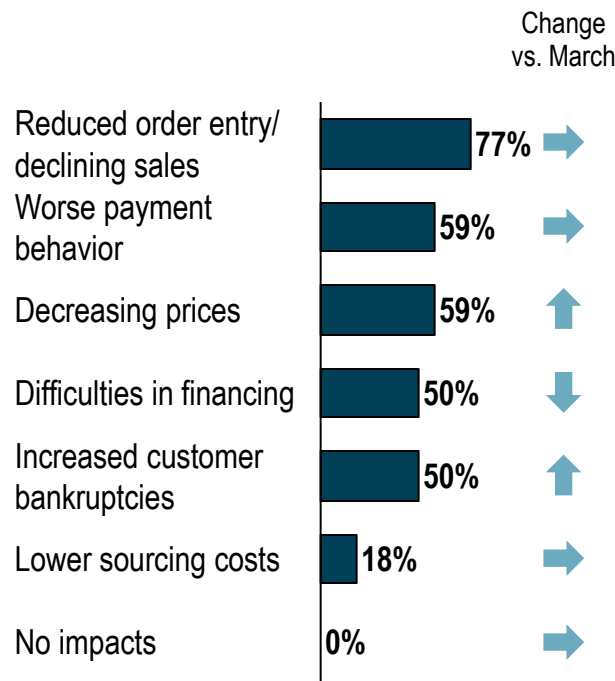 Change
vs. March
Reduced order entry/
declining sales
77%
Worse payment
behavior
59%
Decreasing prices
59%
Difficulties in financing
50%
Increased customer
bankruptcies
50%
Lower sourcing costs
18%
No impacts
0%